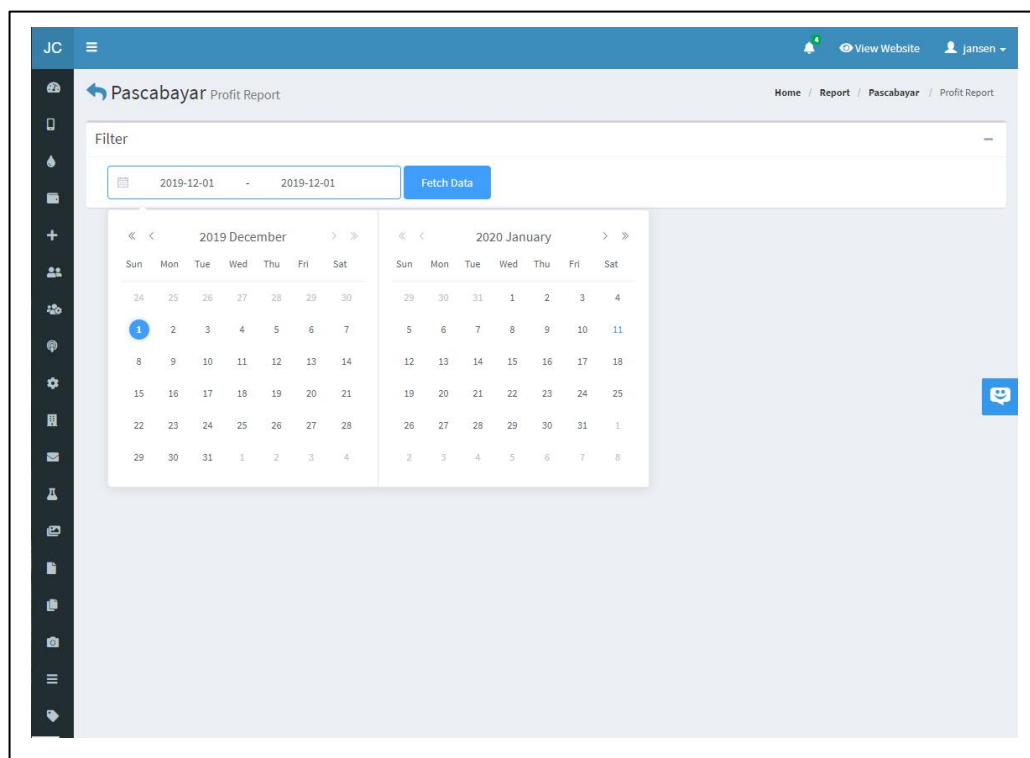 JC
4
View Website
jansen
Pascabayar Profit Report
Home / Report / Pascabayar / Profit Report
Filter
2019-12-01 - 2019-12-01
Fetch Data
2019 December
Sun Mon Tue Wed Thu Fri Sat
24 25 26 27 28 29 30
1 2 3 4 5 6 7
8 9 10 11 12 13 14
15 16 17 18 19 20 21
22 23 24 25 26 27 28
29 30 31 1 2 3 4
2020 January
Sun Mon Tue Wed Thu Fri Sat
29 30 31 1 2 3 4
5 6 7 8 9 10 11
12 13 14 15 16 17 18
19 20 21 22 23 24 25
26 27 28 29 30 31 1
2 3 4 5 6 7 8